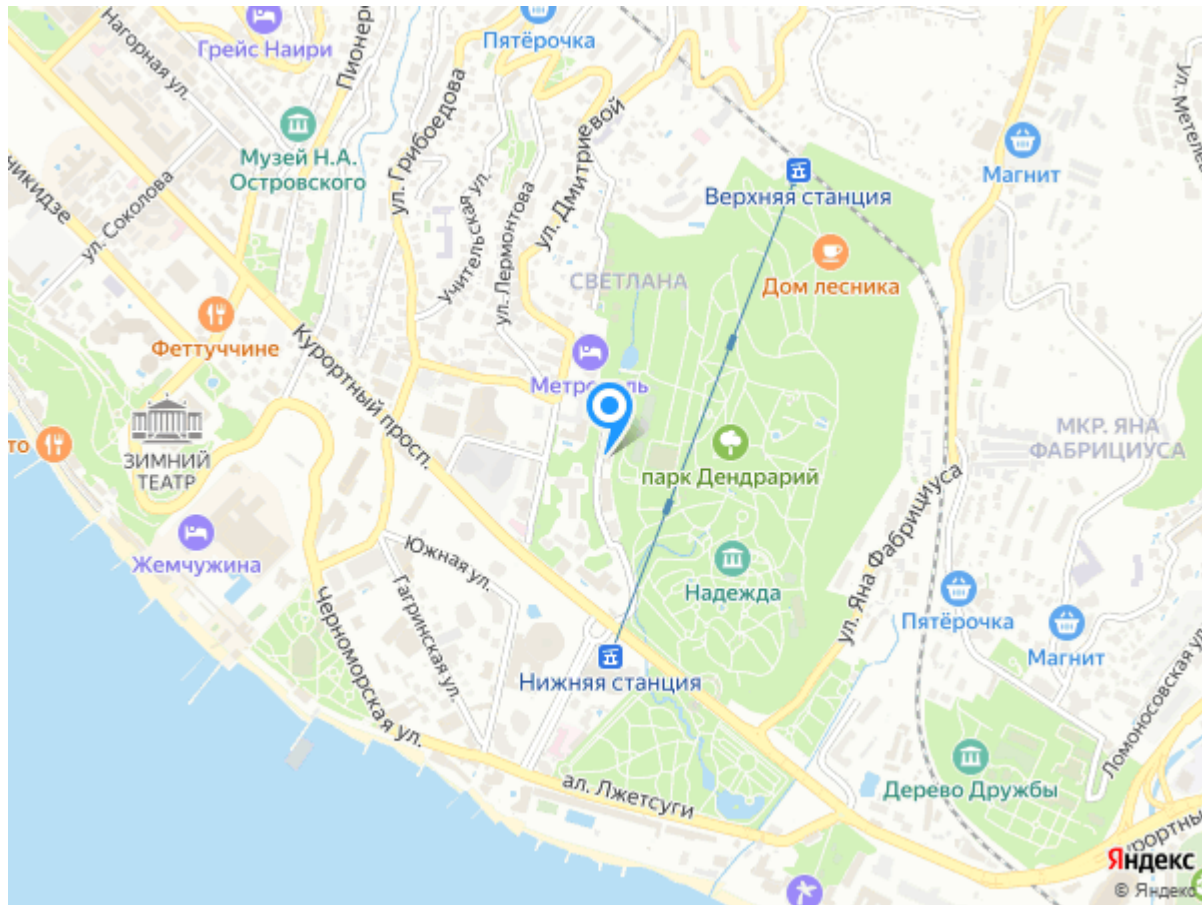 Нагорная ул.
Грейс Наири
Пионер
Пятёрочка
ул. Метеле
Музей Н.А.
Островского
ул. Грибоедова
ул. Дмитриевой
Магнит
Верхняя станция
никидзе
ул. Соколова
Учительская ул.
ул. Лермонтова
СВЕТЛАНА
Дом лесника
Феттуччине
Курортный просп.
Метрополь
то
ЗИМНИЙ
ТЕАТР
МКР. ЯНА
ФАБРИЦИУСА
парк Дендрарий
ул. Яна Фабрициуса
Жемчужина
Южная ул.
Надежда
Гагринская ул.
Пятёрочка
Черноморская ул.
Магнит
Нижняя станция
Ломоносовская ул
ал. Лжетсуги
Дерево Дружбы
урортны
Яндекс
© Яндекс